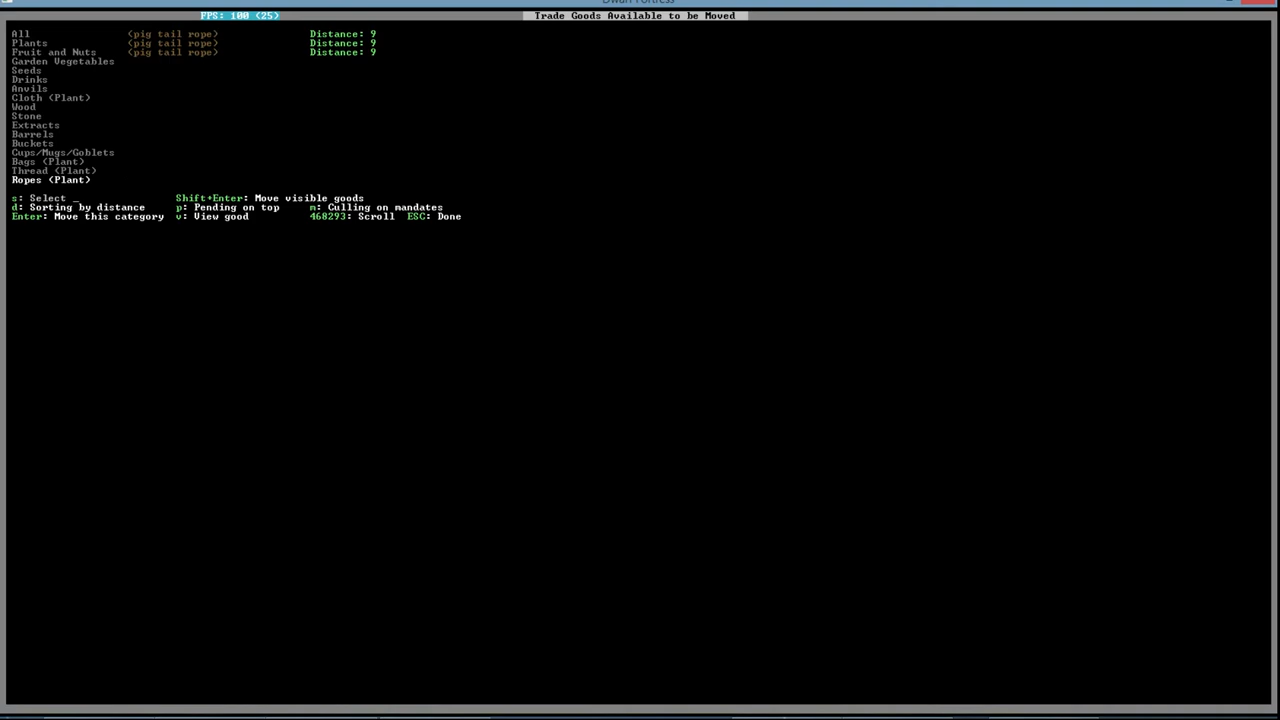 Dwarf Fortress
FPS: 100 (25) Trade Goods Available to be Moved
All (pig tail rope) Distance: 9
Plants (pig tail rope) Distance: 9
Fruit and Nuts (pig tail rope) Distance: 9
Garden Vegetables
Seeds
Drinks
Anvils
Cloth (Plant)
Wood
Stone
Extracts
Barrels
Buckets
Cups/Mugs/Goblets
Bags (Plant)
Thread (Plant)
Ropes (Plant)
s: Select _ Shift+Enter: Move visible goods
d: Sorting by distance p: Pending on top m: Culling on mandates
Enter: Move this category v: View good 468293: Scroll ESC: Done